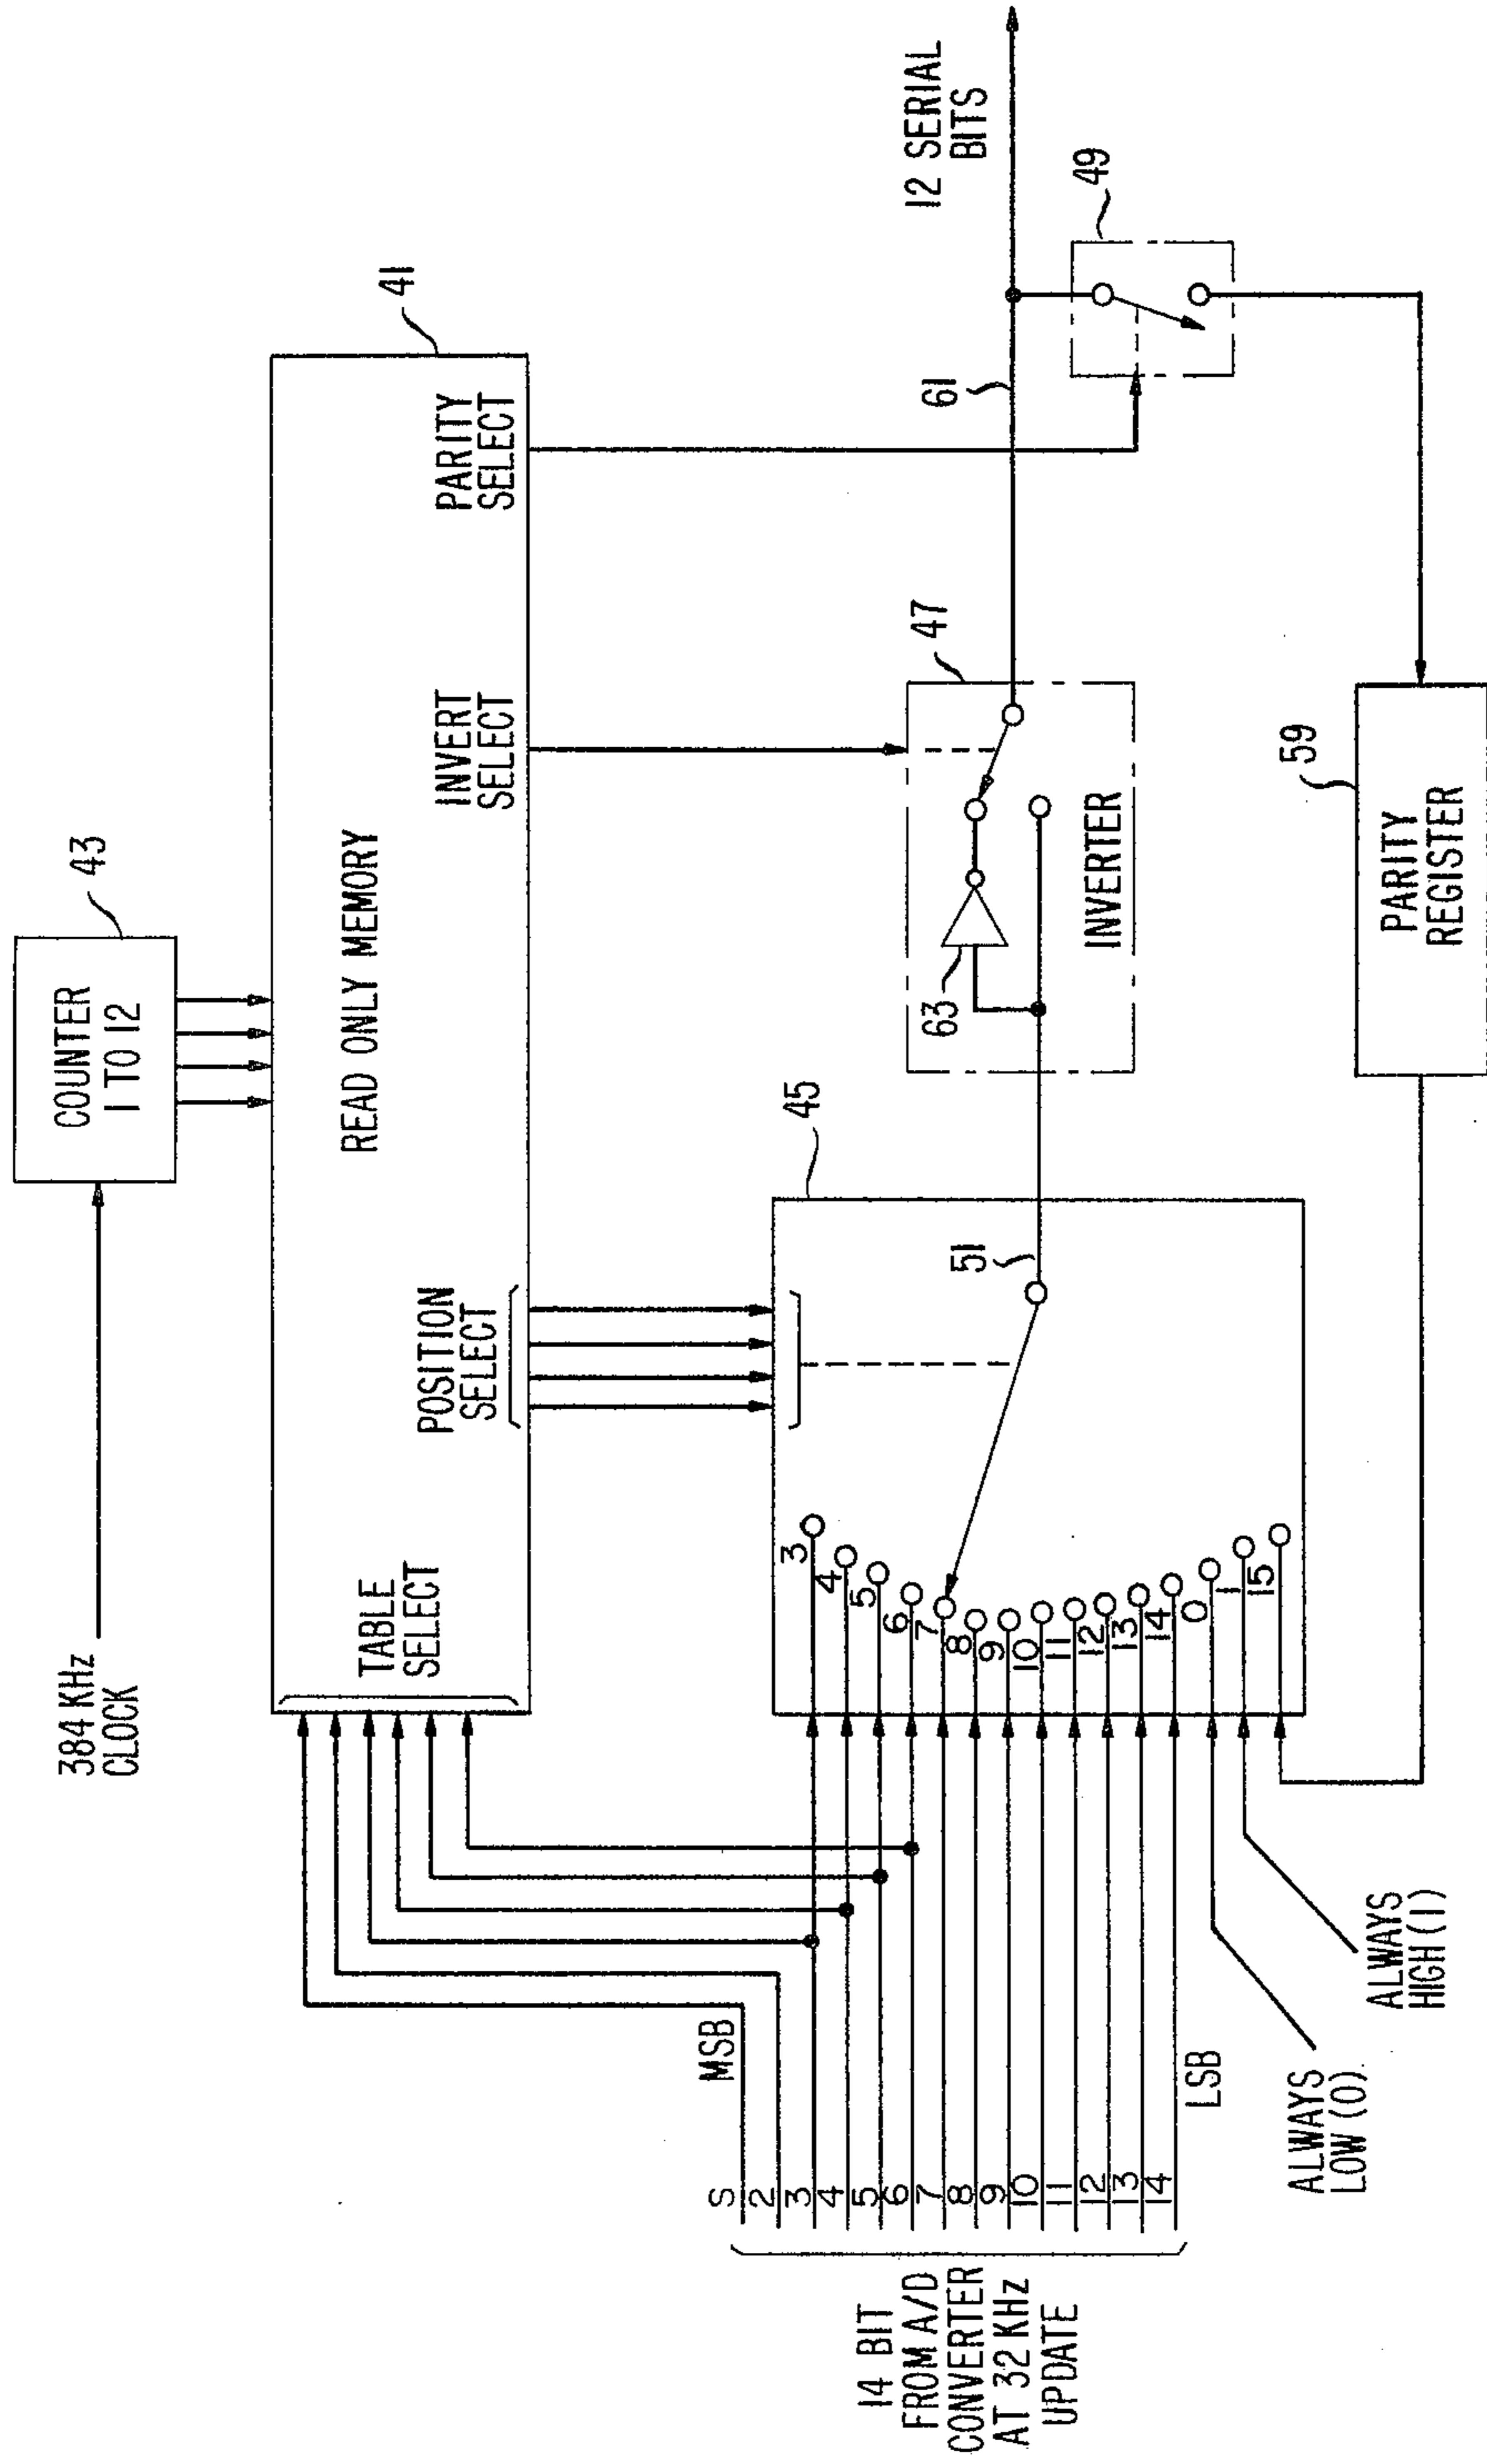 384 KHz
CLOCK
COUNTER
1 TO 12
43
READ ONLY MEMORY
41
TABLE
SELECT
POSITION
SELECT
INVERT
SELECT
PARITY
SELECT
MSB
S
2
3
4
5
6
7
8
9
10
11
12
13
14
LSB
14 BIT
FROM A/D
CONVERTER
AT 32 KHz
UPDATE
ALWAYS
LOW (0)
ALWAYS
HIGH (1)
3
4
5
6
7
8
9
10
11
12
13
14
0
1
15
45
51
47
63
INVERTER
61
12 SERIAL
BITS
49
59
PARITY
REGISTER